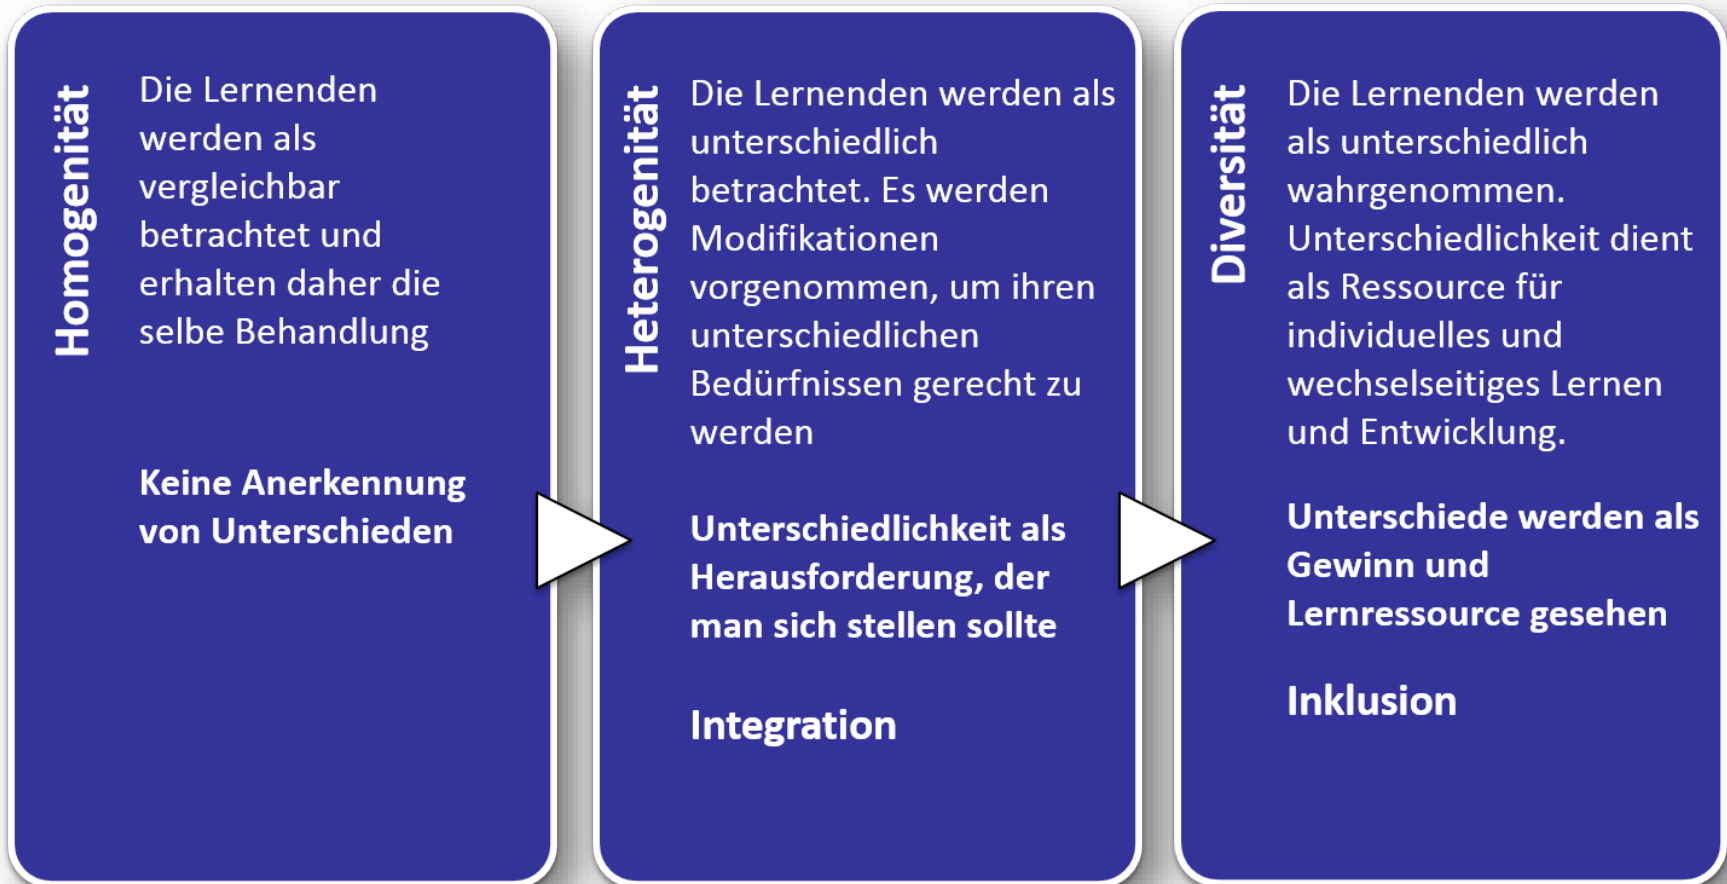 Homogenität
Die Lernenden
werden als
vergleichbar
betrachtet und
erhalten daher die
selbe Behandlung
Keine Anerkennung
von Unterschieden
Heterogenität
Die Lernenden werden als
unterschiedlich
betrachtet. Es werden
Modifikationen
vorgenommen, um ihren
unterschiedlichen
Bedürfnissen gerecht zu
werden
Unterschiedlichkeit als
Herausforderung, der
man sich stellen sollte
Integration
Diversität
Die Lernenden werden
als unterschiedlich
wahrgenommen.
Unterschiedlichkeit dient
als Ressource für
individuelles und
wechselseitiges Lernen
und Entwicklung.
Unterschiede werden als
Gewinn und
Lernressource gesehen
Inklusion